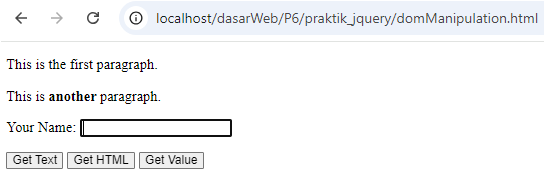 localhost/dasarWeb/P6/praktik_jquery/domManipulation.html
This is the first paragraph.
This is another paragraph.
Your Name:
Get Text Get HTML Get Value